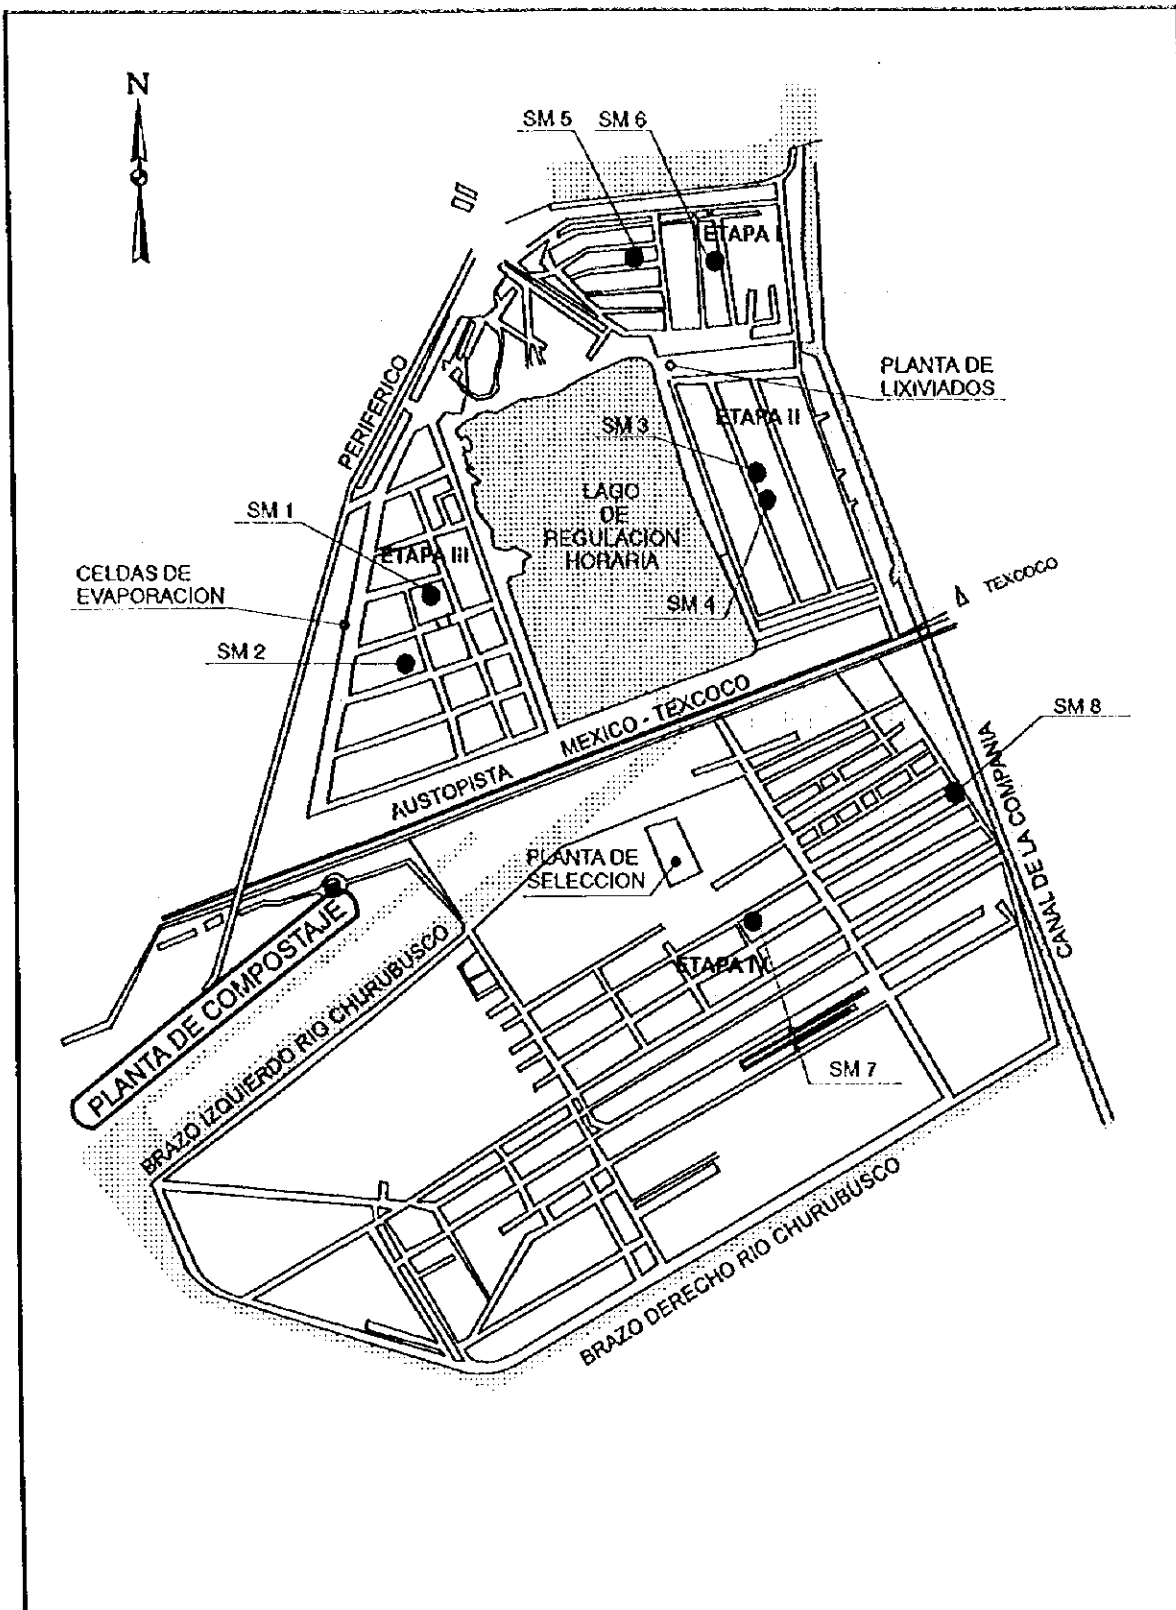 N
SM 5
SM 6
ETAPA I
PERIFERICO
PLANTA DE
LIXIVIADOS
ETAPA II
SM 3
SM 1
LAGO
DE
REGULACION
HORARIA
ETAPA III
CELDAS DE
EVAPORACION
SM 4
TEXCOCO
SM 2
SM 8
AUSTOPISTA MEXICO - TEXCOCO
CANAL DE LA COMPANIA
PLANTA DE
SELECCION
PLANTA DE COMPOSTAJE
BRAZO IZQUIERDO RIO CHURUBUSCO
ETAPA IV
SM 7
BRAZO DERECHO RIO CHURUBUSCO